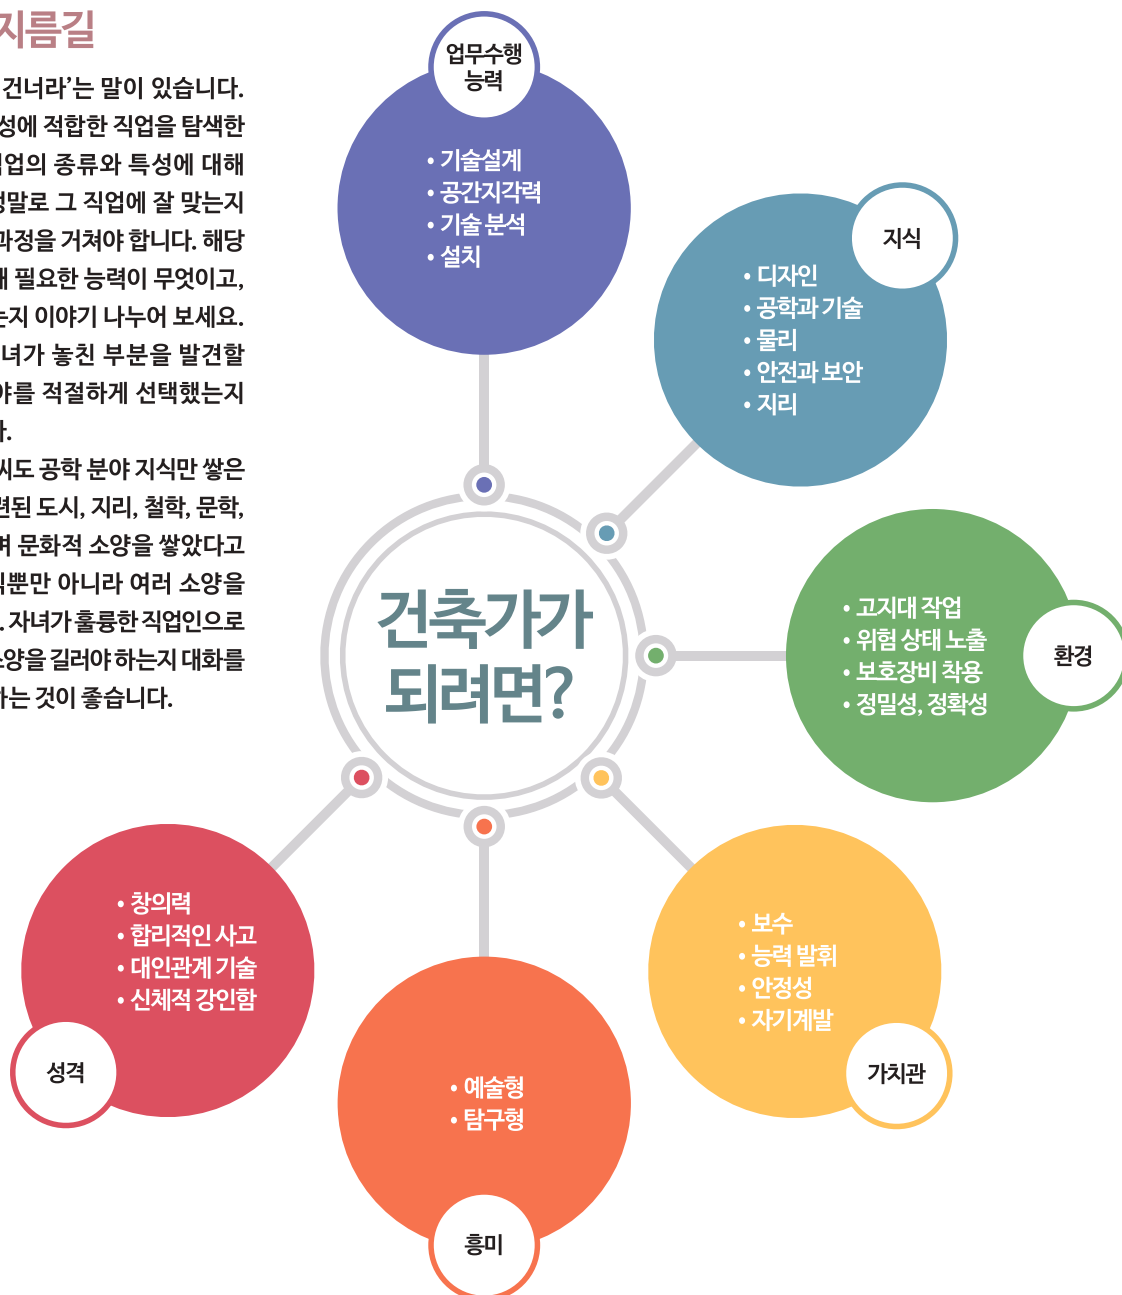 지름길
건너라’는 말이 있습니다.
성에 적합한 직업을 탐색한
직업의 종류와 특성에 대해
정말로 그 직업에 잘 맞는지
과정을 거쳐야 합니다. 해당
해 필요한 능력이 무엇이고,
는지 이야기 나누어 보세요.
녀가 놓친 부분을 발견할
야를 적절하게 선택했는지
다.
씨도 공학 분야 지식만 쌓은
련된 도시, 지리, 철학, 문학,
며 문화적 소양을 쌓았다고
식뿐만 아니라 여러 소양을
. 자녀가 훌륭한 직업인으로
소양을 길러야 하는지 대화를
하는 것이 좋습니다.
업무수행
능력
• 기술설계
• 공간지각력
• 기술 분석
• 설치
지식
• 디자인
• 공학과 기술
• 물리
• 안전과 보안
• 지리
건축가가
되려면?
• 고지대 작업
• 위험 상태 노출
• 보호장비 착용
• 정밀성, 정확성
환경
• 보수
• 능력 발휘
• 안정성
• 자기계발
가치관
• 예술형
• 탐구형
흥미
• 창의력
• 합리적인 사고
• 대인관계 기술
• 신체적 강인함
성격